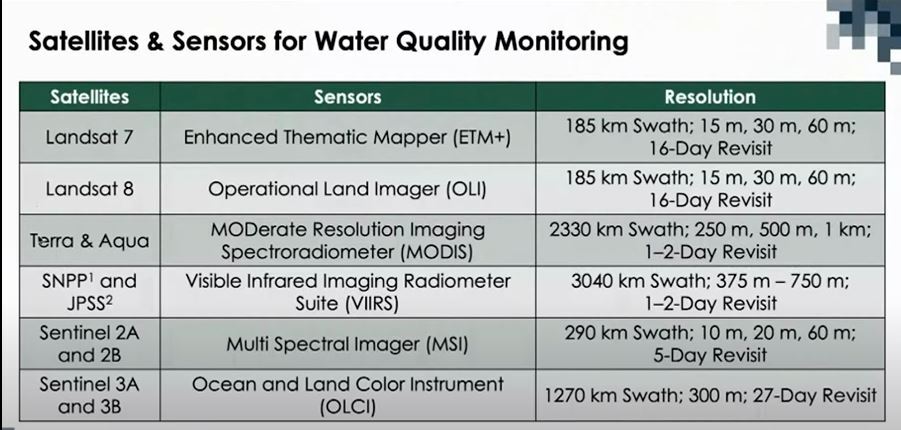 Satellites & Sensors for Water Quality Monitoring
Satellites Sensors Resolution
Landsat 7 Enhanced Thematic Mapper (ETM+) 185 km Swath; 15 m, 30 m, 60 m;
16-Day Revisit
Landsat 8 Operational Land Imager (OLI) 185 km Swath; 15 m, 30 m, 60 m;
16-Day Revisit
Terra & Aqua MODerate Resolution Imaging
Spectroradiometer (MODIS) 2330 km Swath; 250 m, 500 m, 1 km;
1–2-Day Revisit
SNPP¹ and
JPSS² Visible Infrared Imaging Radiometer
Suite (VIIRS) 3040 km Swath; 375 m – 750 m;
1–2-Day Revisit
Sentinel 2A
and 2B Multi Spectral Imager (MSI) 290 km Swath; 10 m, 20 m, 60 m;
5-Day Revisit
Sentinel 3A
and 3B Ocean and Land Color Instrument
(OLCI) 1270 km Swath; 300 m; 27-Day Revisit